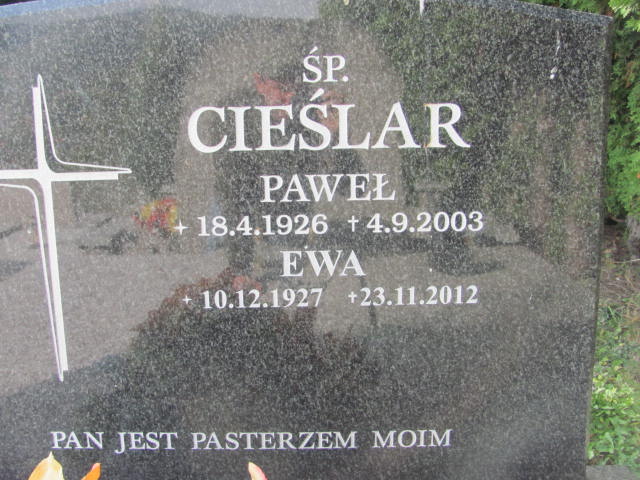 ŚP.
CIEŚLAR
PAWEŁ
+ 18.4.1926 † 4.9.2003
EWA
+ 10.12.1927 +23.11.2012
PAN JEST PASTERZEM MOIM